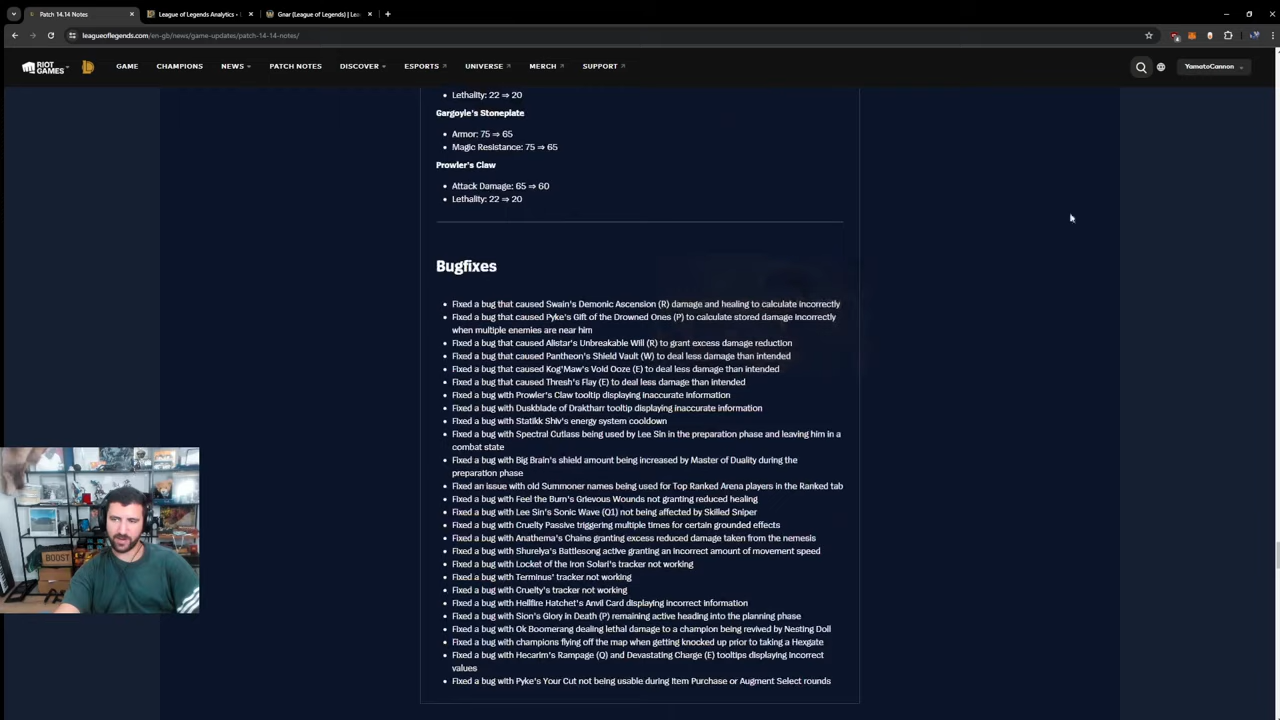 Patch 14.14 Notes
League of Legends Analytics -
Gnar (League of Legends) | Lea
leagueoflegends.com/en-gb/news/game-updates/patch-14-14-notes/
RIOT GAMES GAME CHAMPIONS NEWS PATCH NOTES DISCOVER ESPORTS UNIVERSE MERCH SUPPORT YamatoCannon
Lethality: 22 ⇒ 20
Gargoyle's Stoneplate
Armor: 75 ⇒ 65
Magic Resistance: 75 ⇒ 65
Prowler's Claw
Attack Damage: 65 ⇒ 60
Lethality: 22 ⇒ 20
Bugfixes
Fixed a bug that caused Swain's Demonic Ascension (R) damage and healing to calculate incorrectly
Fixed a bug that caused Pyke's Gift of the Drowned Ones (P) to calculate stored damage incorrectly
when multiple enemies are near him
Fixed a bug that caused Alistar's Unbreakable Will (R) to grant excess damage reduction
Fixed a bug that caused Pantheon's Shield Vault (W) to deal less damage than intended
Fixed a bug that caused Kog'Maw's Void Ooze (E) to deal less damage than intended
Fixed a bug that caused Thresh's Flay (E) to deal less damage than intended
Fixed a bug with Prowler's Claw tooltip displaying inaccurate information
Fixed a bug with Duskblade of Draktharr tooltip displaying inaccurate information
Fixed a bug with Statikk Shiv's energy system cooldown
Fixed a bug with Spectral Cutlass being used by Lee Sin in the preparation phase and leaving him in a
combat state
Fixed a bug with Big Brain's shield amount being increased by Master of Duality during the
preparation phase
Fixed an issue with old Summoner names being used for Top Ranked Arena players in the Ranked tab
Fixed a bug with Feel the Burn's Grievous Wounds not granting reduced healing
Fixed a bug with Lee Sin's Sonic Wave (Q1) not being affected by Skilled Sniper
Fixed a bug with Cruelty Passive triggering multiple times for certain grounded effects
Fixed a bug with Anathema's Chains granting excess reduced damage taken from the nemesis
Fixed a bug with Shurelya's Battlesong active granting an incorrect amount of movement speed
Fixed a bug with Locket of the Iron Solari's tracker not working
Fixed a bug with Terminus' tracker not working
Fixed a bug with Cruelty's tracker not working
Fixed a bug with Hellfire Hatchet's Anvil Card displaying incorrect information
Fixed a bug with Sion's Glory in Death (P) remaining active heading into the planning phase
Fixed a bug with Ok Boomerang dealing lethal damage to a champion being revived by Nesting Doll
Fixed a bug with champions flying off the map when getting knocked up prior to taking a Hexgate
Fixed a bug with Hecarim's Rampage (Q) and Devastating Charge (E) tooltips displaying incorrect
values
Fixed a bug with Pyke's Your Cut not being usable during Item Purchase or Augment Select rounds
BOOST